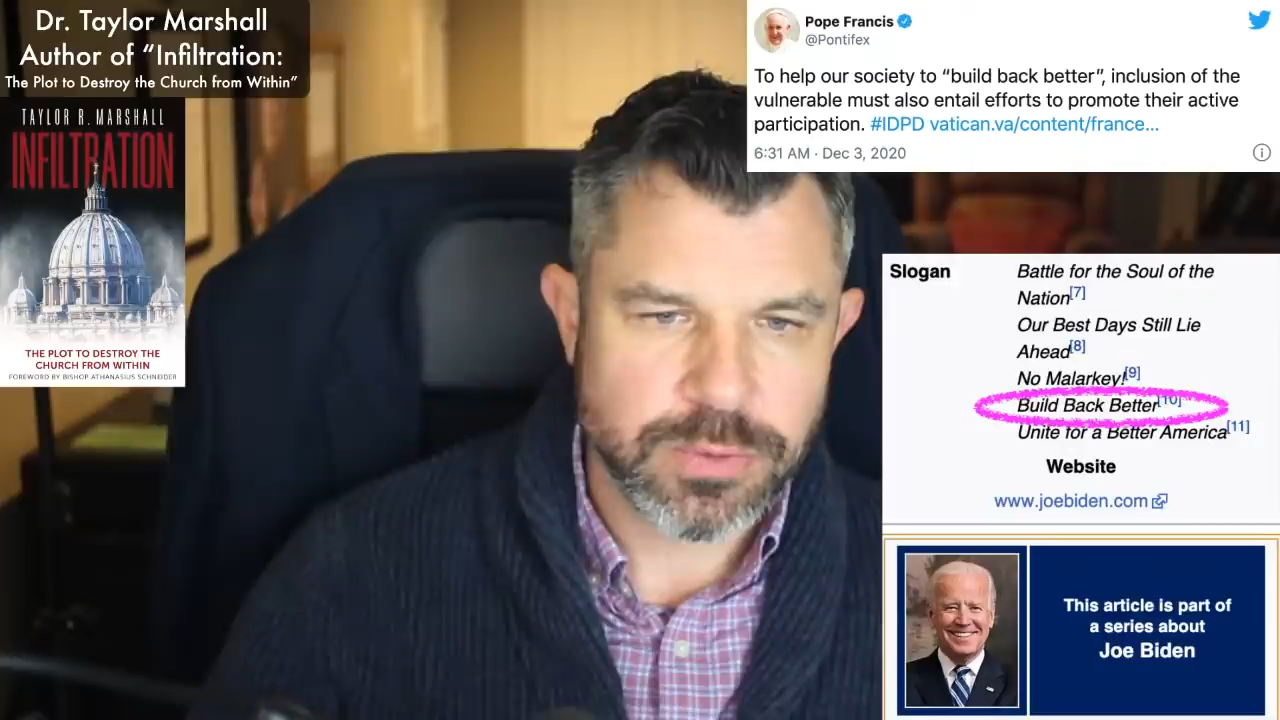 Dr. Taylor Marshall
Author of “Infiltration:
The Plot to Destroy the Church from Within”
TAYLOR R. MARSHALL
INFILTRATION
THE PLOT TO DESTROY THE
CHURCH FROM WITHIN
FOREWORD BY BISHOP ATHANASIUS SCHNEIDER
Pope Francis
@Pontifex
To help our society to “build back better”, inclusion of the
vulnerable must also entail efforts to promote their active
participation. #IDPD vatican.va/content/france...
6:31 AM · Dec 3, 2020
Slogan
Battle for the Soul of the
Nation[7]
Our Best Days Still Lie
Ahead[8]
No Malarkey![9]
Build Back Better[10]
Unite for a Better America[11]
Website
www.joebiden.com
This article is part of
a series about
Joe Biden